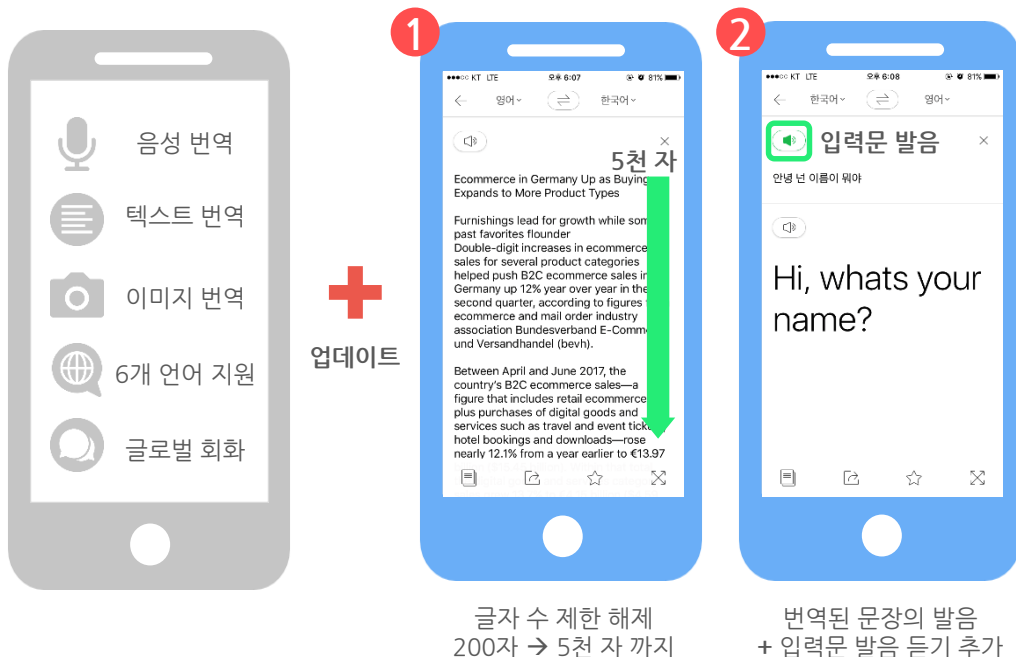 음성 번역
텍스트 번역
이미지 번역
6개 언어 지원
글로벌 회화
업데이트
1
KT LTE 오후 6:07 81%
영어 한국어
5천 자
Ecommerce in Germany Up as Buying
Expands to More Product Types
Furnishings lead for growth while som
past favorites flounder
Double-digit increases in ecommerce
sales for several product categories
helped push B2C ecommerce sales in
Germany up 12% year over year in the
second quarter, according to figures
ecommerce and mail order industry
association Bundesverband E-Comm
und Versandhandel (bevh).
Between April and June 2017, the
country's B2C ecommerce sales—a
figure that includes retail ecommerce
plus purchases of digital goods and
services such as travel and event tick
hotel bookings and downloads—rose
nearly 12.1% from a year earlier to €13.97
글자 수 제한 해제
200자 → 5천 자 까지
2
KT LTE 오후 6:08 81%
한국어 영어
입력문 발음
안녕 넌 이름이 뭐야
Hi, whats your
name?
번역된 문장의 발음
+ 입력문 발음 듣기 추가